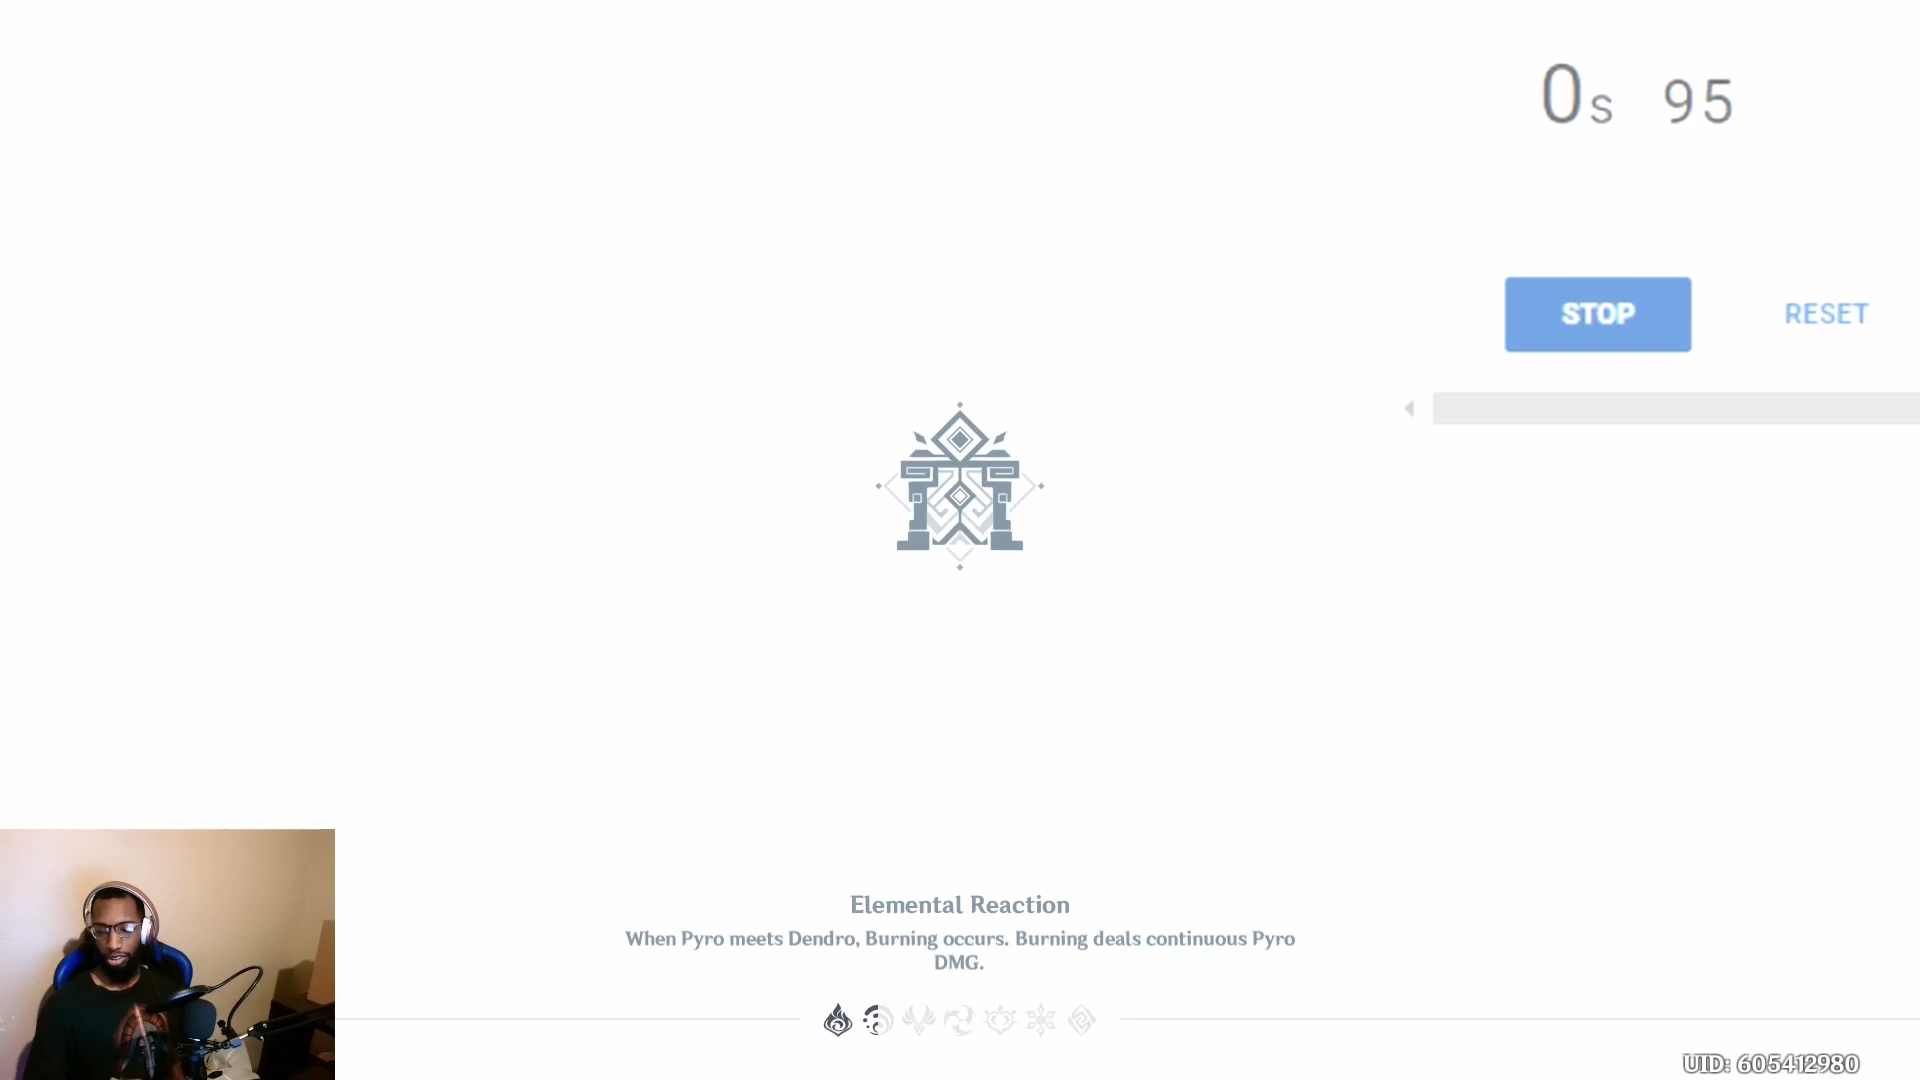 0s 95
STOP
RESET
Elemental Reaction
When Pyro meets Dendro, Burning occurs. Burning deals continuous Pyro
DMG.
UID: 605412980